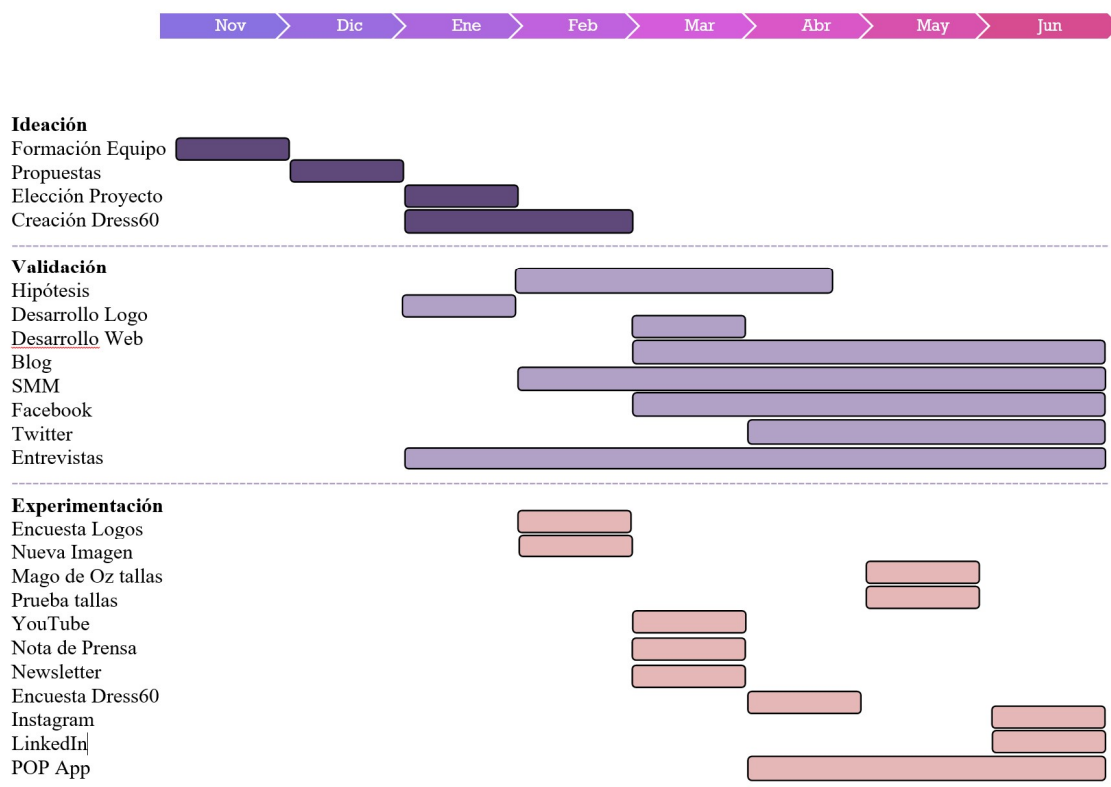 Nov Dic Ene Feb Mar Abr May Jun
Ideación
Formación Equipo
Propuestas
Elección Proyecto
Creación Dress60
Validación
Hipótesis
Desarrollo Logo
Desarrollo Web
Blog
SMM
Facebook
Twitter
Entrevistas
Experimentación
Encuesta Logos
Nueva Imagen
Mago de Oz tallas
Prueba tallas
YouTube
Nota de Prensa
Newsletter
Encuesta Dress60
Instagram
LinkedIn
POP App